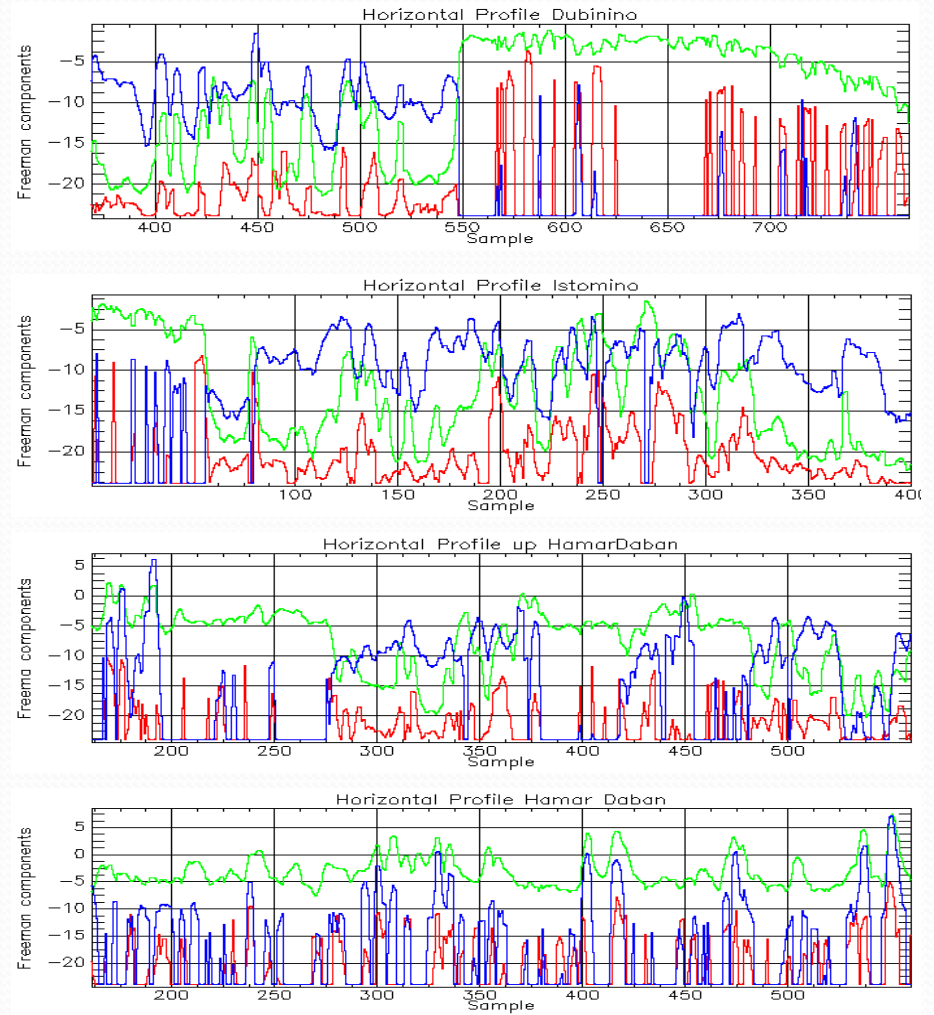 Horizontal Profile Dubinino
Freeman components
−5
−10
−15
−20
400 450 500 550 600 650 700
Sample
Horizontal Profile Istomino
Freeman components
−5
−10
−15
−20
100 150 200 250 300 350 400
Sample
Horizontal Profile up HamarDaban
Freema components
5
0
−5
−10
−15
−20
200 250 300 350 400 450 500
Sample
Horizontal Profile Hamar Daban
Freeman components
5
0
−5
−10
−15
−20
200 250 300 350 400 450 500
Sample